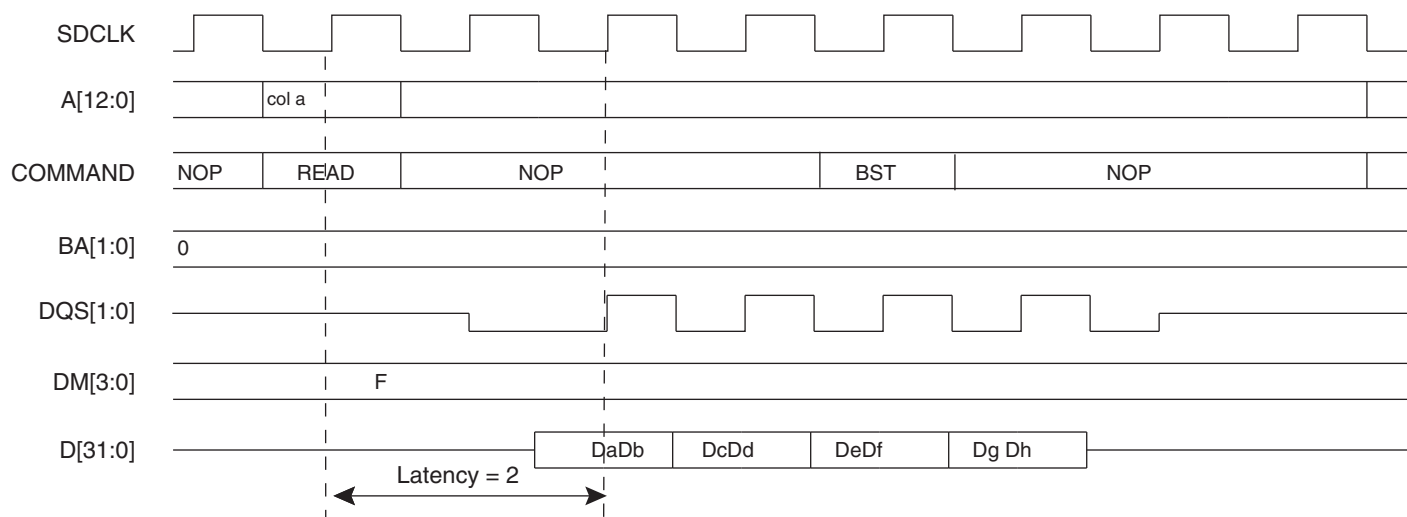 SDCLK
A[12:0] col a
COMMAND NOP READ NOP BST NOP
BA[1:0] 0
DQS[1:0]
DM[3:0] F
D[31:0] DaDb DcDd DeDf Dg Dh
Latency = 2